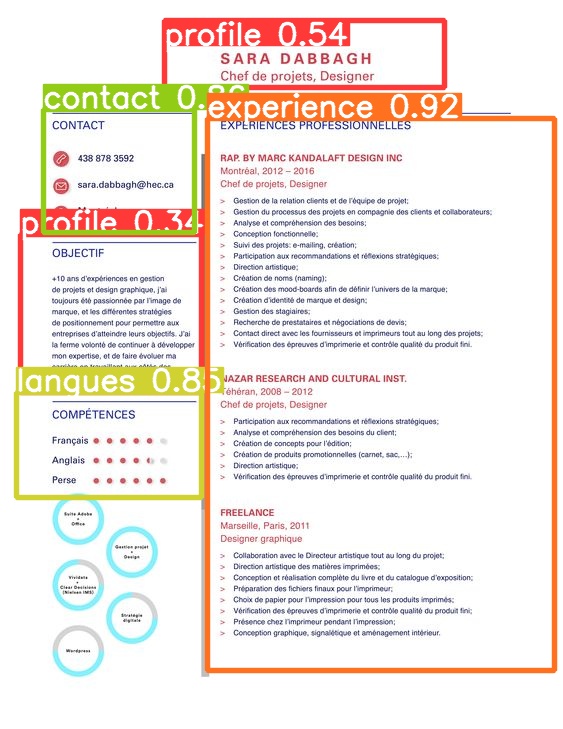 profile 0.54
SARA DABBAGH
Chef de projets, Designer
contact 0.86
CONTACT
438 878 3592
sara.dabbagh@hec.ca
profile 0.34
OBJECTIF
+10 ans d'expériences en gestion
de projets et design graphique, j'ai
toujours été passionnée par l'image de
marque, et les différentes stratégies
de positionnement pour permettre aux
entreprises d'atteindre leurs objectifs. J'ai
la ferme volonté de continuer à développer
mon expertise, et de faire évoluer ma
langues 0.85
COMPÉTENCES
Français
Anglais
Perse
Suite Adobe
+
Office
Gestion projet
+
Design
Vividata
+
Clear Decisions
(Nielsen IMS)
Stratégie
digitale
Wordpress
experience 0.92
EXPÉRIENCES PROFESSIONNELLES
RAP. BY MARC KANDALAFT DESIGN INC
Montréal, 2012 – 2016
Chef de projets, Designer
> Gestion de la relation clients et de l'équipe de projet;
> Gestion du processus des projets en compagnie des clients et collaborateurs;
> Analyse et compréhension des besoins;
> Conception fonctionnelle;
> Suivi des projets: e-mailing, création;
> Participation aux recommandations et réflexions stratégiques;
> Direction artistique;
> Création de noms (naming);
> Création des mood-boards afin de définir l'univers de la marque;
> Création d'identité de marque et design;
> Gestion des stagiaires;
> Recherche de prestataires et négociations de devis;
> Contact direct avec les fournisseurs et imprimeurs tout au long des projets;
> Vérification des épreuves d'imprimerie et contrôle qualité du produit fini.
NAZAR RESEARCH AND CULTURAL INST.
Téhéran, 2008 – 2012
Chef de projets, Designer
> Participation aux recommandations et réflexions stratégiques;
> Analyse et compréhension des besoins du client;
> Création de concepts pour l'édition;
> Création de produits promotionnelles (carnet, sac,...);
> Direction artistique;
> Vérification des épreuves d'imprimerie et contrôle qualité du produit fini.
FREELANCE
Marseille, Paris, 2011
Designer graphique
> Collaboration avec le Directeur artistique tout au long du projet;
> Direction artistique des matières imprimées;
> Conception et réalisation complète du livre et du catalogue d'exposition;
> Préparation des fichiers finaux pour l'imprimeur;
> Choix de papier pour l'impression pour tous les produits imprimés;
> Vérification des épreuves d'imprimerie et contrôle qualité du produit fini;
> Présence chez l'imprimeur pendant l'impression;
> Conception graphique, signalétique et aménagement intérieur.